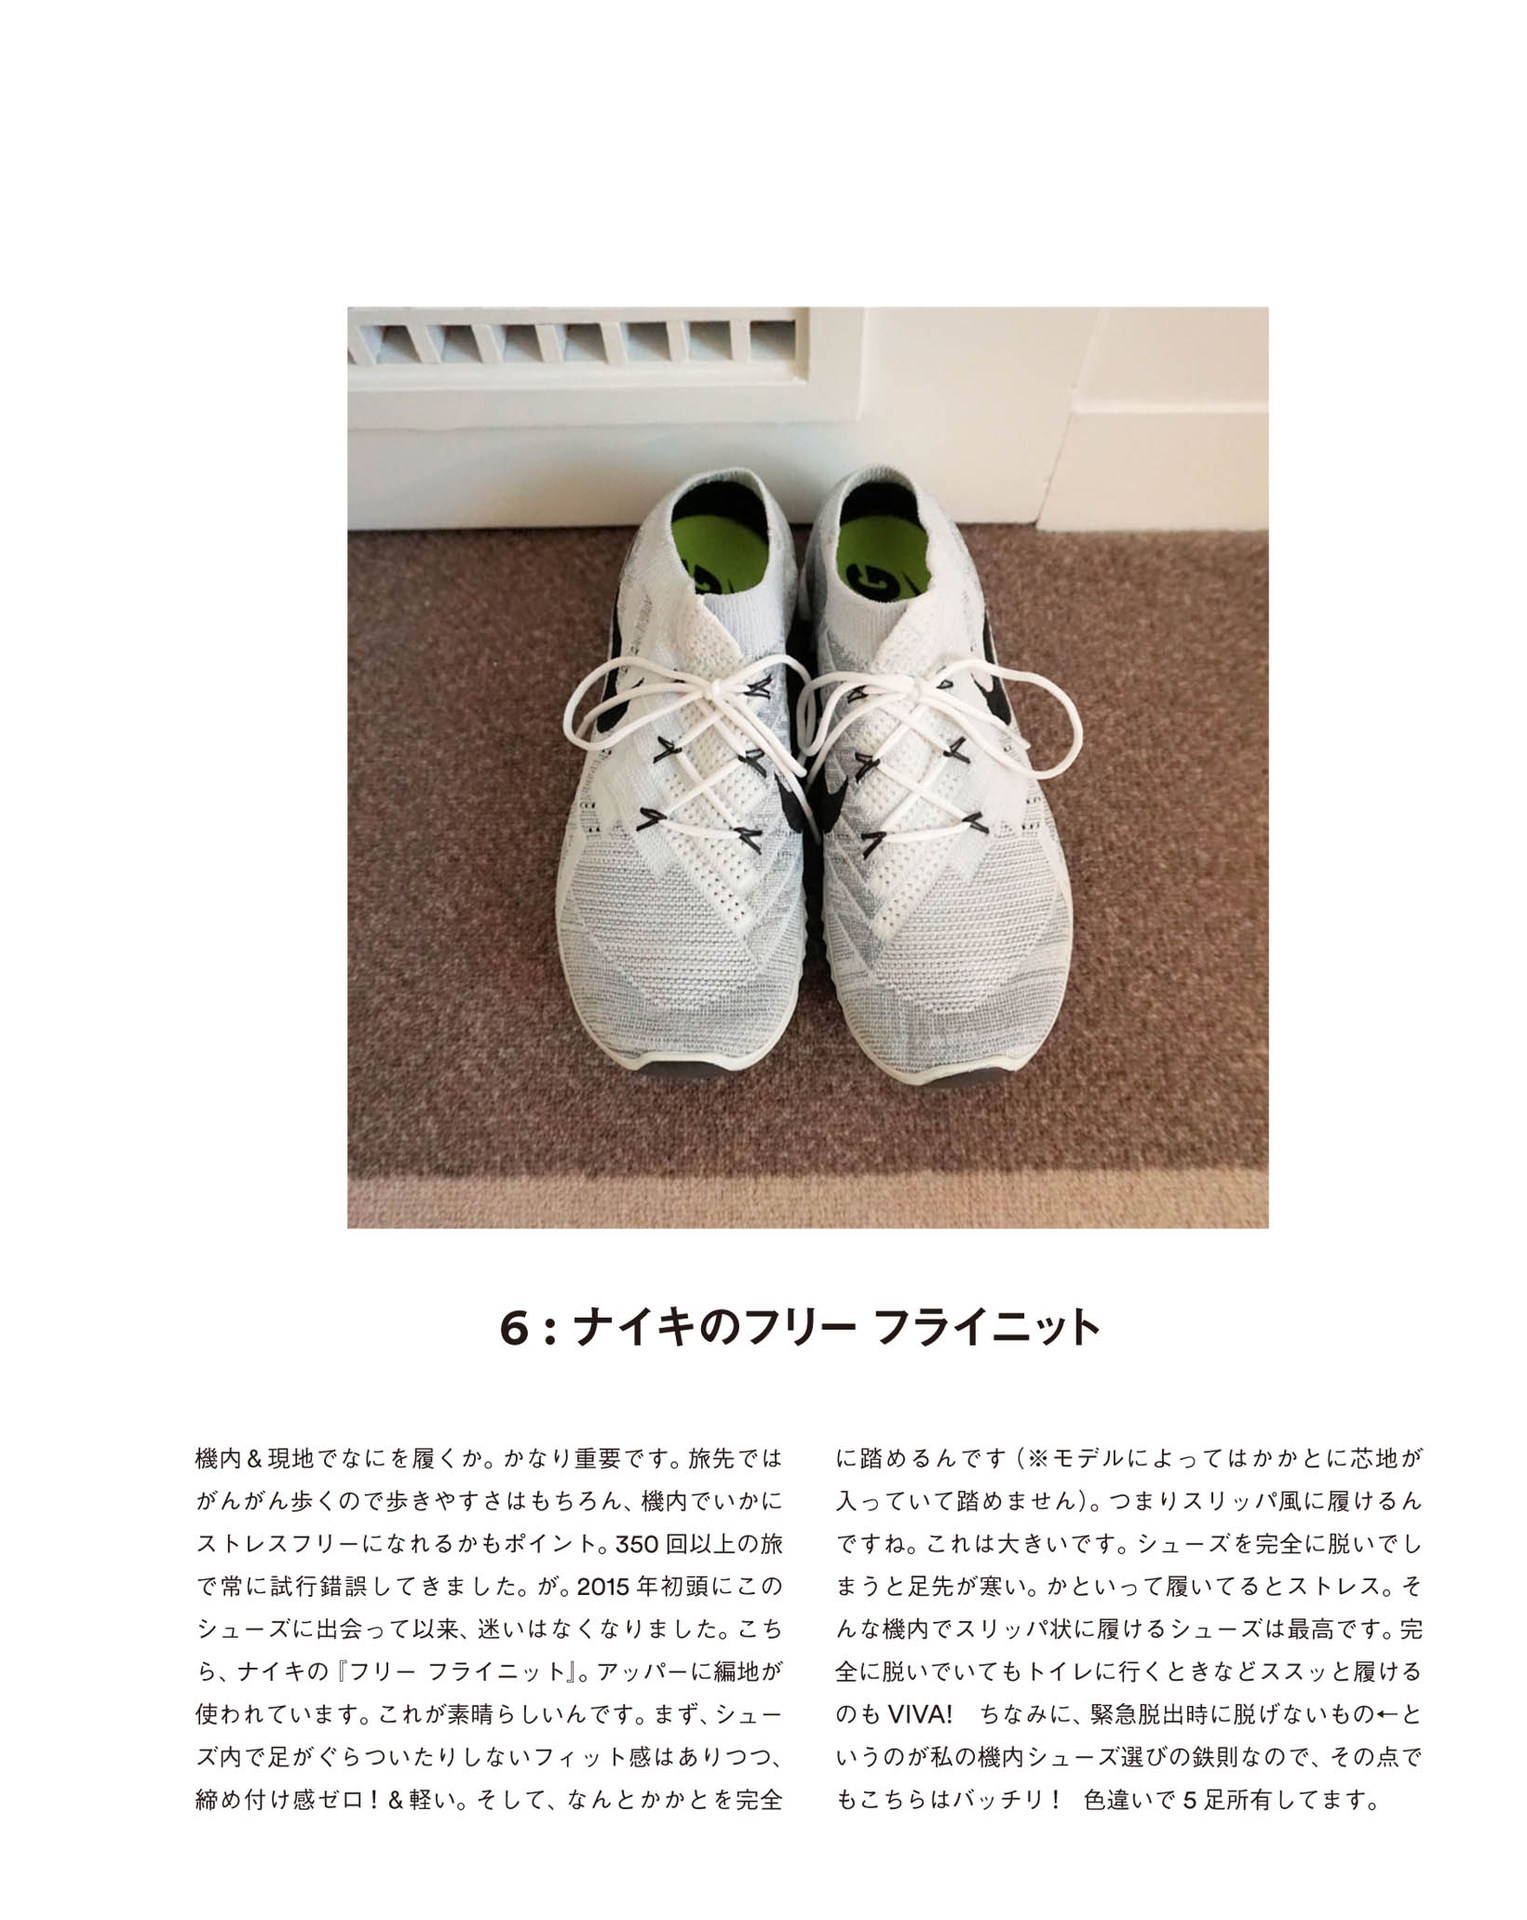 6 : ナイキのフリー フライニット
機内&現地でなにを履くか。かなり重要です。旅先では
がんがん歩くので歩きやすさはもちろん、機内でいかに
ストレスフリーになれるかもポイント。350 回以上の旅
で常に試行錯誤してきました。が。2015 年初頭にこの
シューズに出会って以来、迷いはなくなりました。こち
ら、ナイキの『フリー フライニット』。アッパーに編地が
使われています。これが素晴らしいんです。まず、シュー
ズ内で足がぐらついたりしないフィット感はありつつ、
締め付け感ゼロ!&軽い。そして、なんとかかとを完全
に踏めるんです(※モデルによってはかかとに芯地が
入っていて踏めません)。つまりスリッパ風に履けるん
ですね。これは大きいです。シューズを完全に脱いでし
まうと足先が寒い。かといって履いてるとストレス。そ
んな機内でスリッパ状に履けるシューズは最高です。完
全に脱いでいてもトイレに行くときなどススッと履ける
のも VIVA!　ちなみに、緊急脱出時に脱げないもの←と
いうのが私の機内シューズ選びの鉄則なので、その点で
もこちらはバッチリ!　色違いで 5 足所有してます。